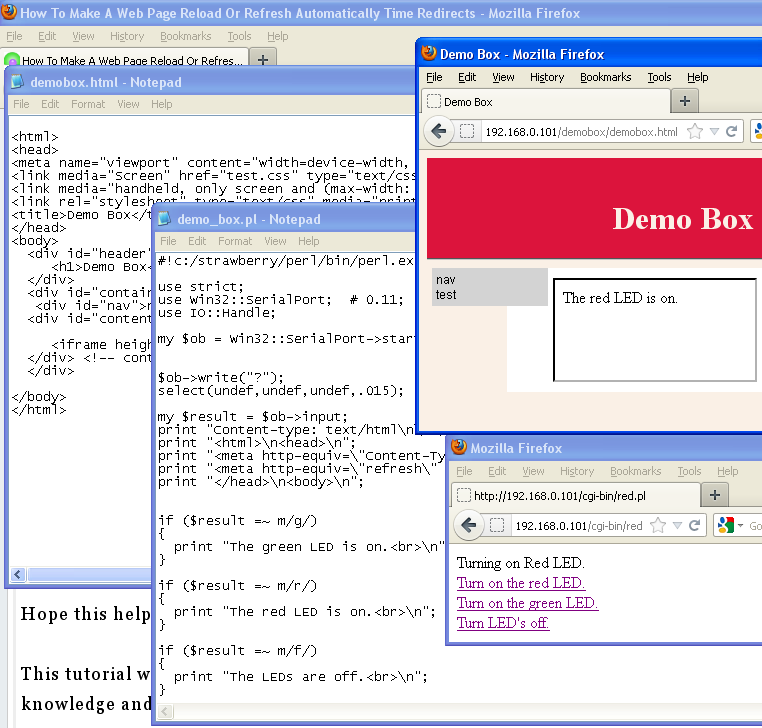 How To Make A Web Page Reload Or Refresh Automatically Time Redirects - Mozilla Firefox
File Edit View History Bookmarks Tools Help
How To Make A Web Page Reload Or Refres...
demobox.html - Notepad
File Edit Format View Help
<html>
<head>
<meta name="viewport" content="width=device-width,
<link media="Screen" href="test.css" type="text/css
<link media="handheld, only screen and (max-width:
<link rel="stylesheet" type="text/css" media="print
<title>Demo Box</t
</head>
<body>
<div id="header"
<h1>Demo Box<
</div>
<div id="contain
<div id="nav">n
<div id="content
<iframe heigh
</div> <!-- cont
</div>
</body>
</html>
Hope this help
This tutorial w
knowledge and
demo_box.pl - Notepad
File Edit Format View Help
#!c:/strawberry/perl/bin/perl.ex
use strict;
use Win32::SerialPort; # 0.11;
use IO::Handle;
my $ob = Win32::SerialPort->star
$ob->write("?");
select(undef,undef,undef,.015);
my $result = $ob->input;
print "Content-type: text/html\n\
print "<html>\n<head>\n";
print "<meta http-equiv=\"Content-Ty
print "<meta http-equiv=\"refresh\"
print "</head>\n<body>\n";
if ($result =~ m/g/)
{
print "The green LED is on.<br>\n"
}
if ($result =~ m/r/)
{
print "The red LED is on.<br>\n";
}
if ($result =~ m/f/)
{
print "The LEDs are off.<br>\n";
}
Demo Box - Mozilla Firefox
File Edit View History Bookmarks Tools Help
Demo Box
192.168.0.101/demobox/demobox.html
Demo Box
nav
test
The red LED is on.
Mozilla Firefox
File Edit View History Bookmarks Tools Help
http://192.168.0.101/cgi-bin/red.pl
192.168.0.101/cgi-bin/red
Go
Turning on Red LED.
Turn on the red LED.
Turn on the green LED.
Turn LED's off.